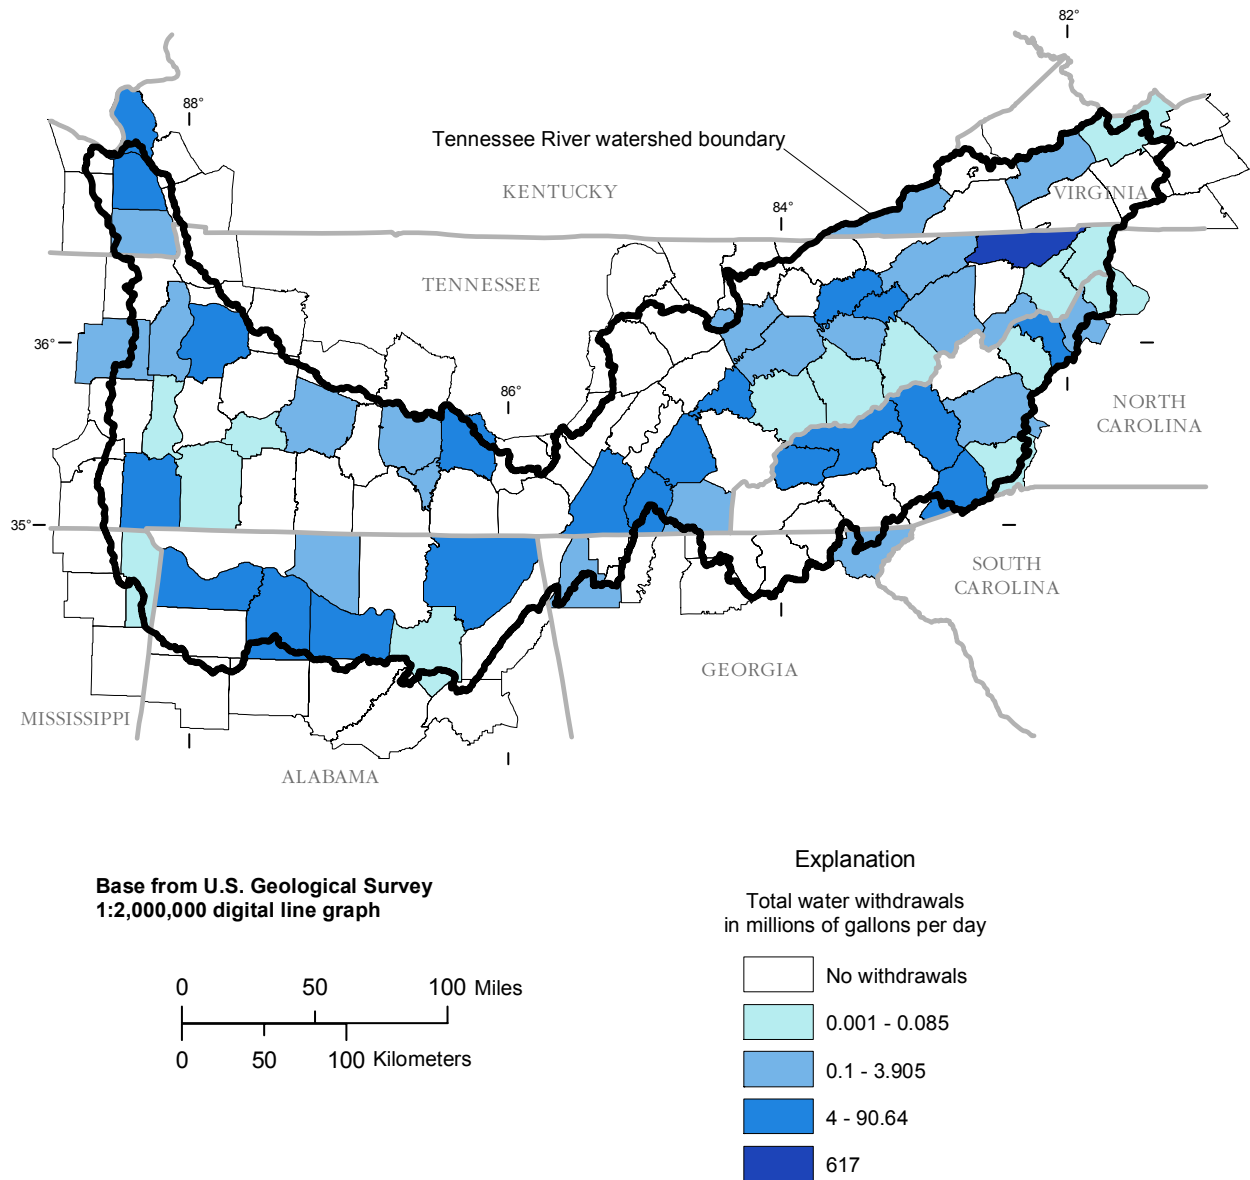 82°
88°
Tennessee River watershed boundary
KENTUCKY
VIRGINIA
84°
TENNESSEE
36°
86°
NORTH
CAROLINA
35°
SOUTH
CAROLINA
GEORGIA
MISSISSIPPI
ALABAMA
Explanation
Base from U.S. Geological Survey
1:2,000,000 digital line graph
Total water withdrawals
in millions of gallons per day
No withdrawals
0.001 - 0.085
0.1 - 3.905
4 - 90.64
617
0 50 100 Miles
0 50 100 Kilometers